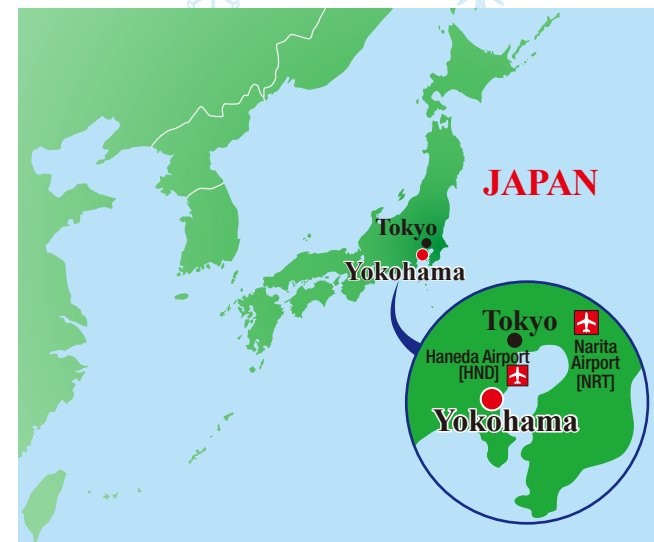 JAPAN
Tokyo
Yokohama
Tokyo
Haneda Airport
[HND]
Narita
Airport
[NRT]
Yokohama